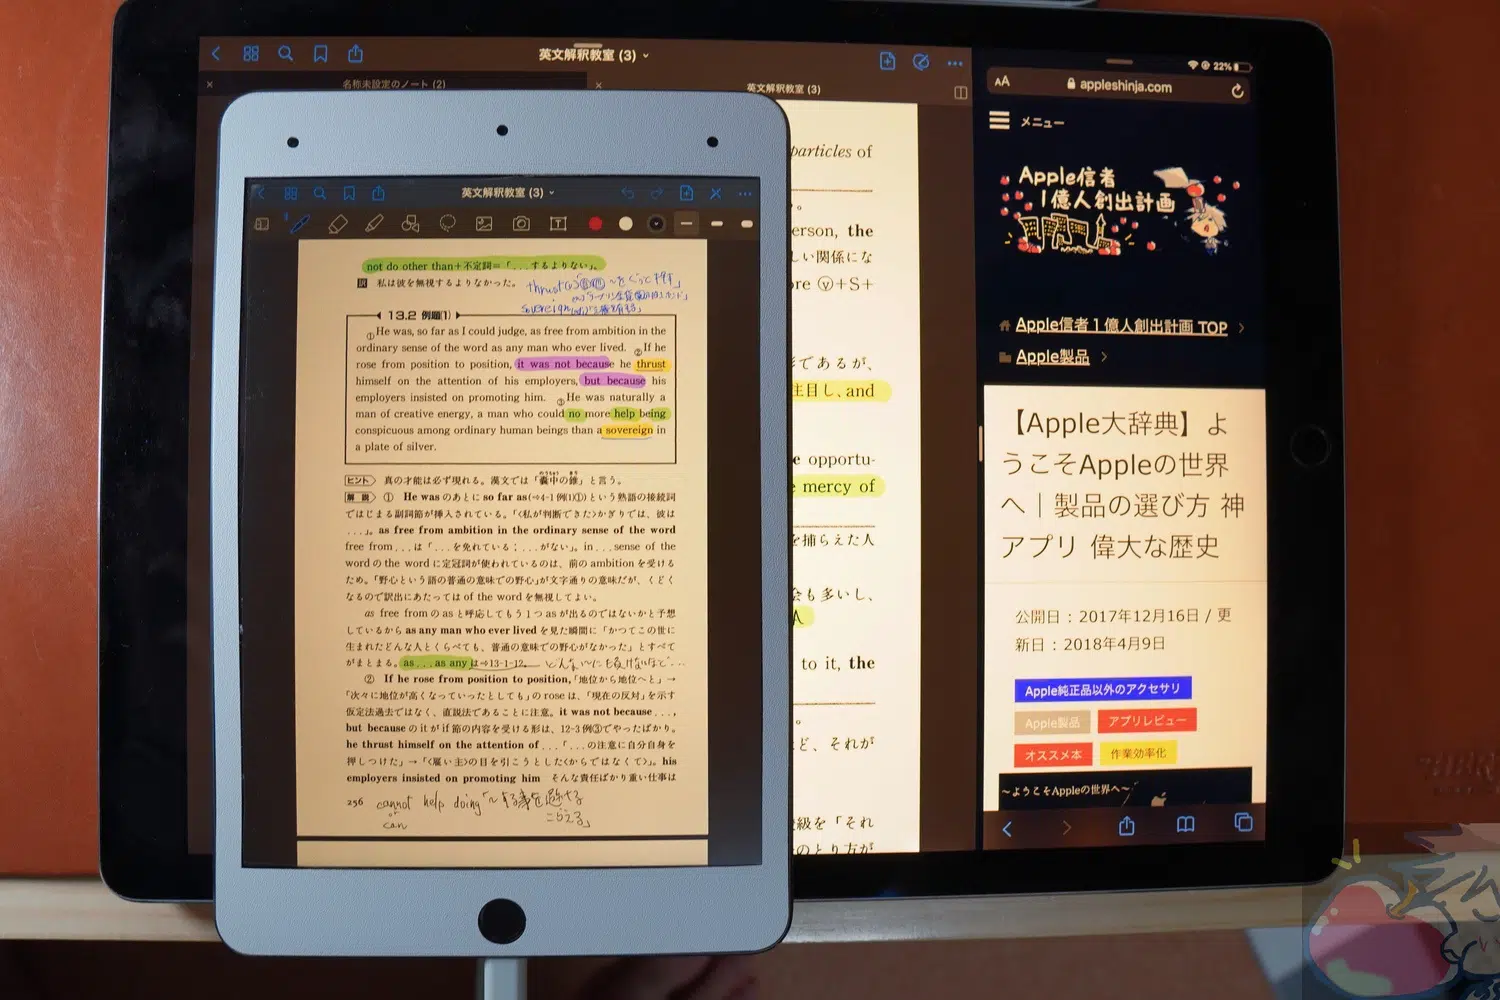 英文解釈教室 (3)
名称未設定のノート (2)
英文解釈教室 (3)
英文解釈教室 (3)
not do other than+不定詞=「...するよりない」。
訳 私は彼を無視するよりなかった。
13.2 例題(1)
①He was, so far as I could judge, as free from ambition in the
ordinary sense of the word as any man who ever lived. ②If he
rose from position to position, it was not because he thrust
himself on the attention of his employers, but because his
employers insisted on promoting him. ③He was naturally a
man of creative energy, a man who could no more help being
conspicuous among ordinary human beings than a sovereign in
a plate of silver.
ヒント 真の才能は必ず現れる。漢文では「嚢中の錐」と言う。
解説 ① He was のあとに so far as (⇒4-1例(1)①) という熟語の接続詞
ではじまる副詞節が挿入されている。「〈私が判断できた〉かぎりでは、彼は
...」。as free from ambition in the ordinary sense of the word
free from...は「...を免れている;...がない」。in...sense of the
word の word に定冠詞が使われているのは、前の ambition を受ける
ため。「野心という語の普通の意味での野心」が文字通りの意味だが、くどく
なるので訳出にあたっては of the word を無視してよい。
as free from の as と呼応してもう1つ as が出るのではないかと予想
しているから as any man who ever lived を見た瞬間に「かつてこの世に
生まれたどんな人とくらべても、普通の意味での野心がなかった」とすべて
がまとまる。as...as any は⇒13-1-12。
② If he rose from position to position,「地位から地位へと」→
「次々に地位が高くなっていったとしても」の rose は、「現在の反対」を示す
仮定法過去ではなく、直説法であることに注意。it was not because...,
but because の it が if 節の内容を受ける形は、12-3例③でやったばかり。
he thrust himself on the attention of...「...の注意に自分自身を
押しつけた」→「〈雇い主〉の目を引こうとした〈からではなくて〉」。his
employers insisted on promoting him そんな責任ばかり重い仕事は
256
cannot help doing
or
can
particles of
erson, the
しい関係にな
ore ⓥ+S+
形であるが、
主目し、and
e opportu-
e mercy of
を捕らえた人
会も多いし、
A
to it, the
ど、それが
級を「それ
のとり方が
22%
AA
appleshinja.com
メニュー
Apple信者
1億人創出計画
Apple信者1億人創出計画 TOP
Apple製品
【Apple大辞典】よ
うこそAppleの世界
へ｜製品の選び方 神
アプリ 偉大な歴史
公開日:2017年12月16日 / 更
新日:2018年4月9日
Apple純正品以外のアクセサリ
Apple製品
アプリレビュー
オススメ本
作業効率化
～ようこそAppleの世界へ～